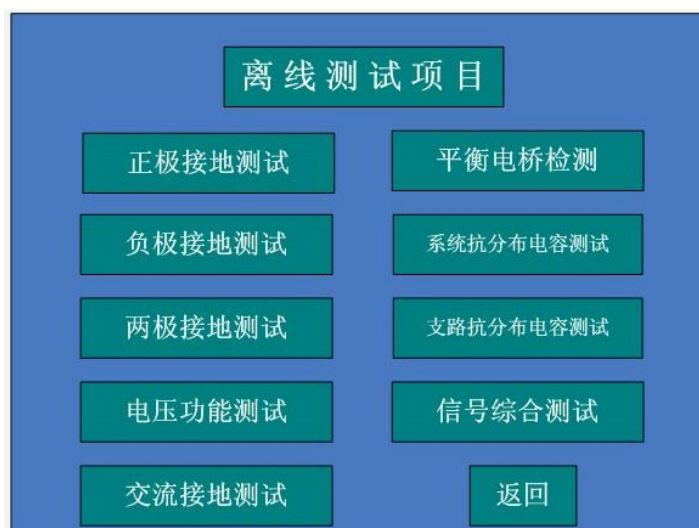 离线测试项目
正极接地测试
平衡电桥检测
负极接地测试
系统抗分布电容测试
两极接地测试
支路抗分布电容测试
电压功能测试
信号综合测试
交流接地测试
返回